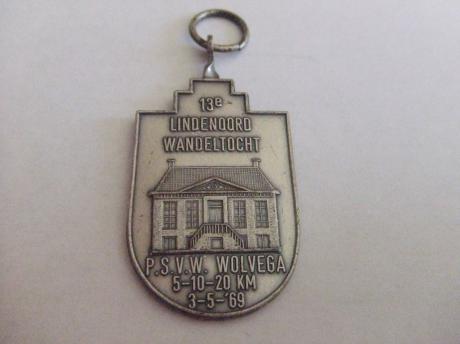 13e
LINDENOORD
WANDELTOCHT
P.S.V.W. WOLVEGA
5-10-20 KM
3-5-'69